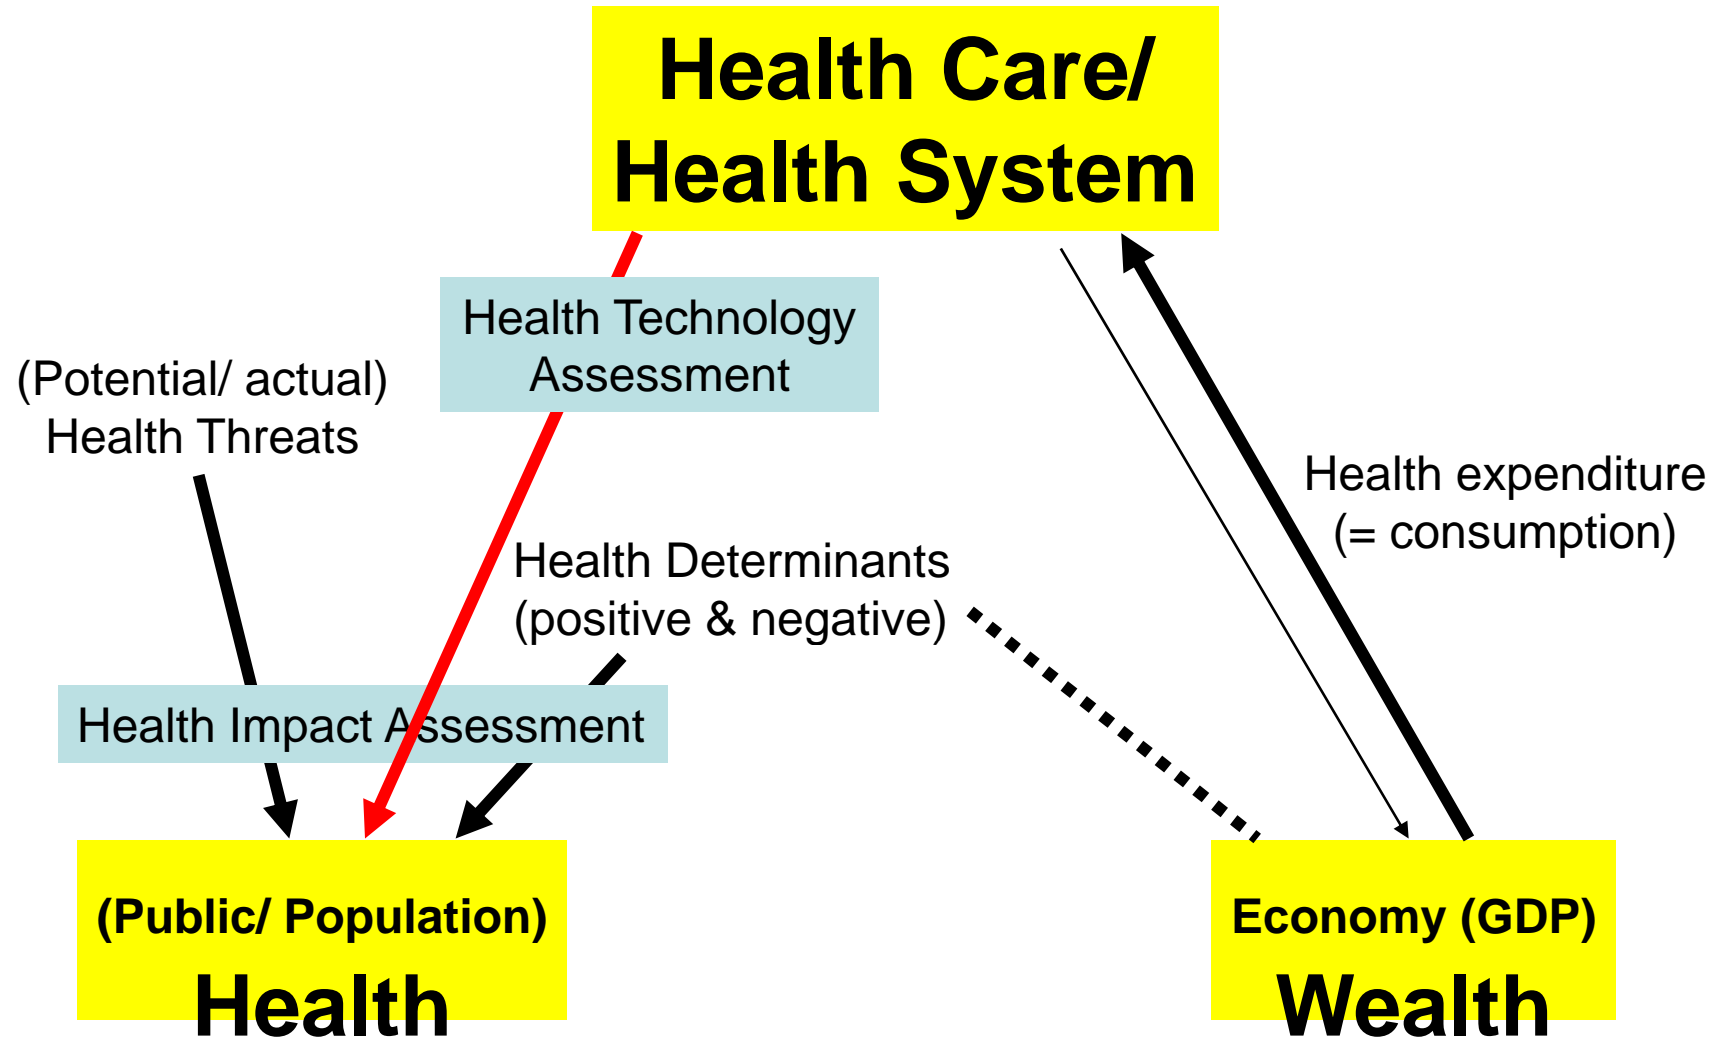 Health Care/
Health System
Health Technology
Assessment
(Potential/ actual)
Health Threats
Health expenditure
(= consumption)
Health Determinants
(positive & negative)
Health Impact Assessment
(Public/ Population)
Health
Economy (GDP)
Wealth